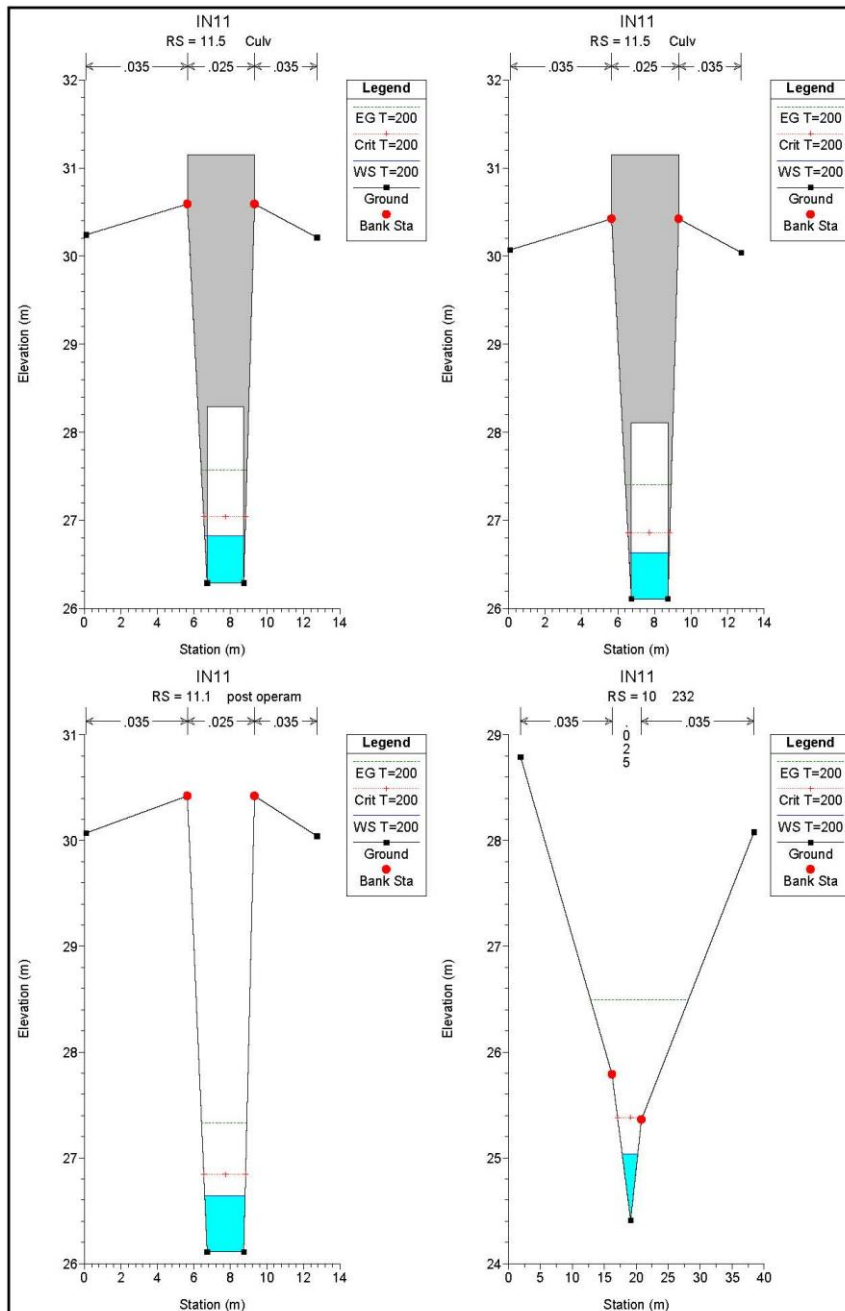 IN11
RS = 11.5 Culv
.035 .025 .035
Legend
EG T=200
Crit T=200
WS T=200
Ground
Bank Sta
32
31
30
29
28
27
26
Elevation (m)
0 2 4 6 8 10 12 14
Station (m)
IN11
RS = 11.5 Culv
.035 .025 .035
Legend
EG T=200
Crit T=200
WS T=200
Ground
Bank Sta
32
31
30
29
28
27
26
Elevation (m)
0 2 4 6 8 10 12 14
Station (m)
IN11
RS = 11.1 post operam
.035 .025 .035
Legend
EG T=200
Crit T=200
WS T=200
Ground
Bank Sta
31
30
29
28
27
26
Elevation (m)
0 2 4 6 8 10 12 14
Station (m)
IN11
RS = 10 232
.035 .025 .035
Legend
EG T=200
Crit T=200
WS T=200
Ground
Bank Sta
29
28
27
26
25
24
Elevation (m)
0 5 10 15 20 25 30 35 40
Station (m)